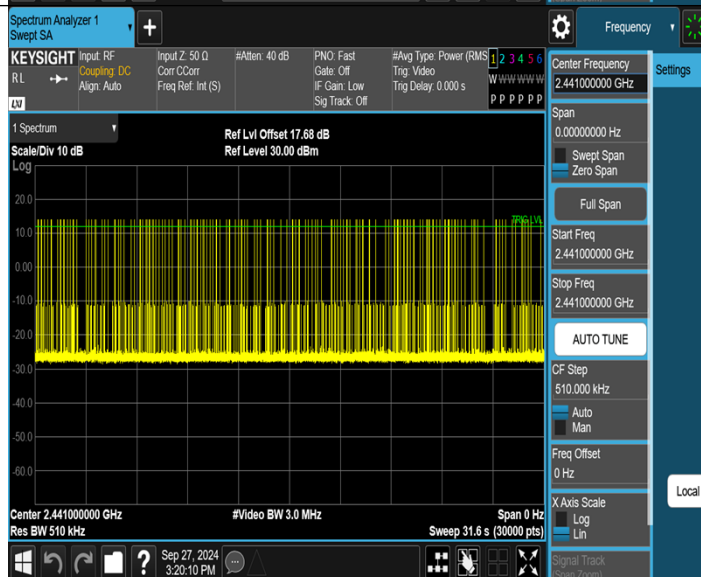 Spectrum Analyzer 1
Swept SA
Frequency
KEYSIGHT
RL
LXI
Input: RF
Coupling: DC
Align: Auto
Input Z: 50 Ω
Corr CCorr
Freq Ref: Int (S)
#Atten: 40 dB
PNO: Fast
Gate: Off
IF Gain: Low
Sig Track: Off
#Avg Type: Power (RMS
Trig: Video
Trig Delay: 0.000 s
1 2 3 4 5 6
W W W W W W
P P P P P P
1 Spectrum
Scale/Div 10 dB
Log
Ref Lvl Offset 17.68 dB
Ref Level 30.00 dBm
TRIG LVL
20.0
10.0
0.00
-10.0
-20.0
-30.0
-40.0
-50.0
-60.0
Center 2.441000000 GHz
Res BW 510 kHz
#Video BW 3.0 MHz
Span 0 Hz
Sweep 31.6 s (30000 pts)
?
Sep 27, 2024
3:20:10 PM
Center Frequency
2.441000000 GHz
Span
0.00000000 Hz
Swept Span
Zero Span
Full Span
Start Freq
2.441000000 GHz
Stop Freq
2.441000000 GHz
AUTO TUNE
CF Step
510.000 kHz
Auto
Man
Freq Offset
0 Hz
X Axis Scale
Log
Lin
Signal Track
(Span Zoom)
Settings
Local